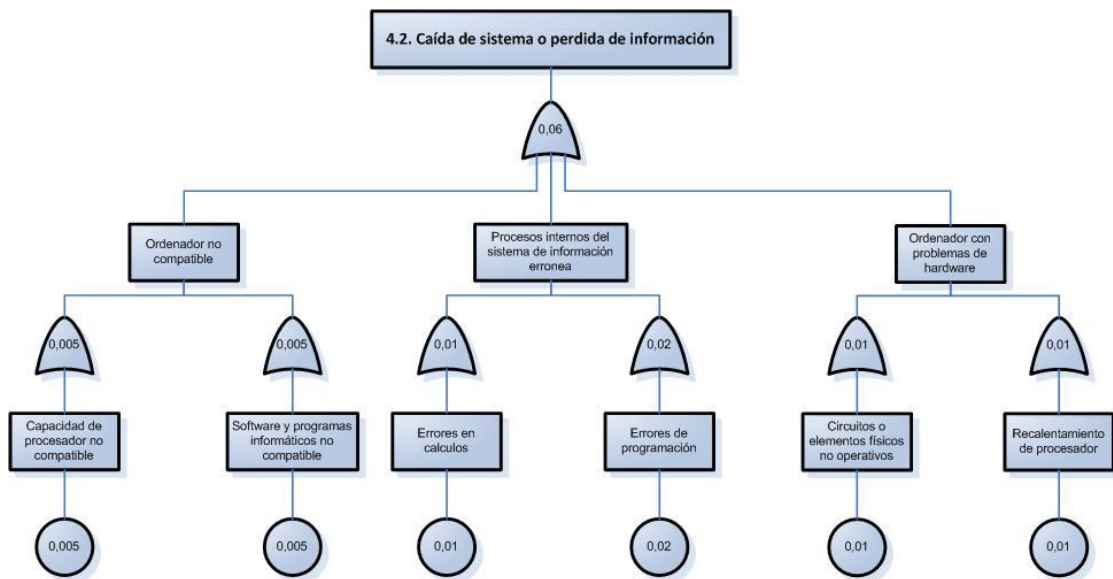 4.2. Caída de sistema o perdida de información
0,06
Ordenador no
compatible
Procesos internos del
sistema de información
erronea
Ordenador con
problemas de
hardware
0,005
0,005
0,01
0,02
0,01
0,01
Capacidad de
procesador no
compatible
Software y programas
informáticos no
compatible
Errores en
calculos
Errores de
programación
Circuitos o
elementos físicos
no operativos
Recalentamiento
de procesador
0,005
0,005
0,01
0,02
0,01
0,01